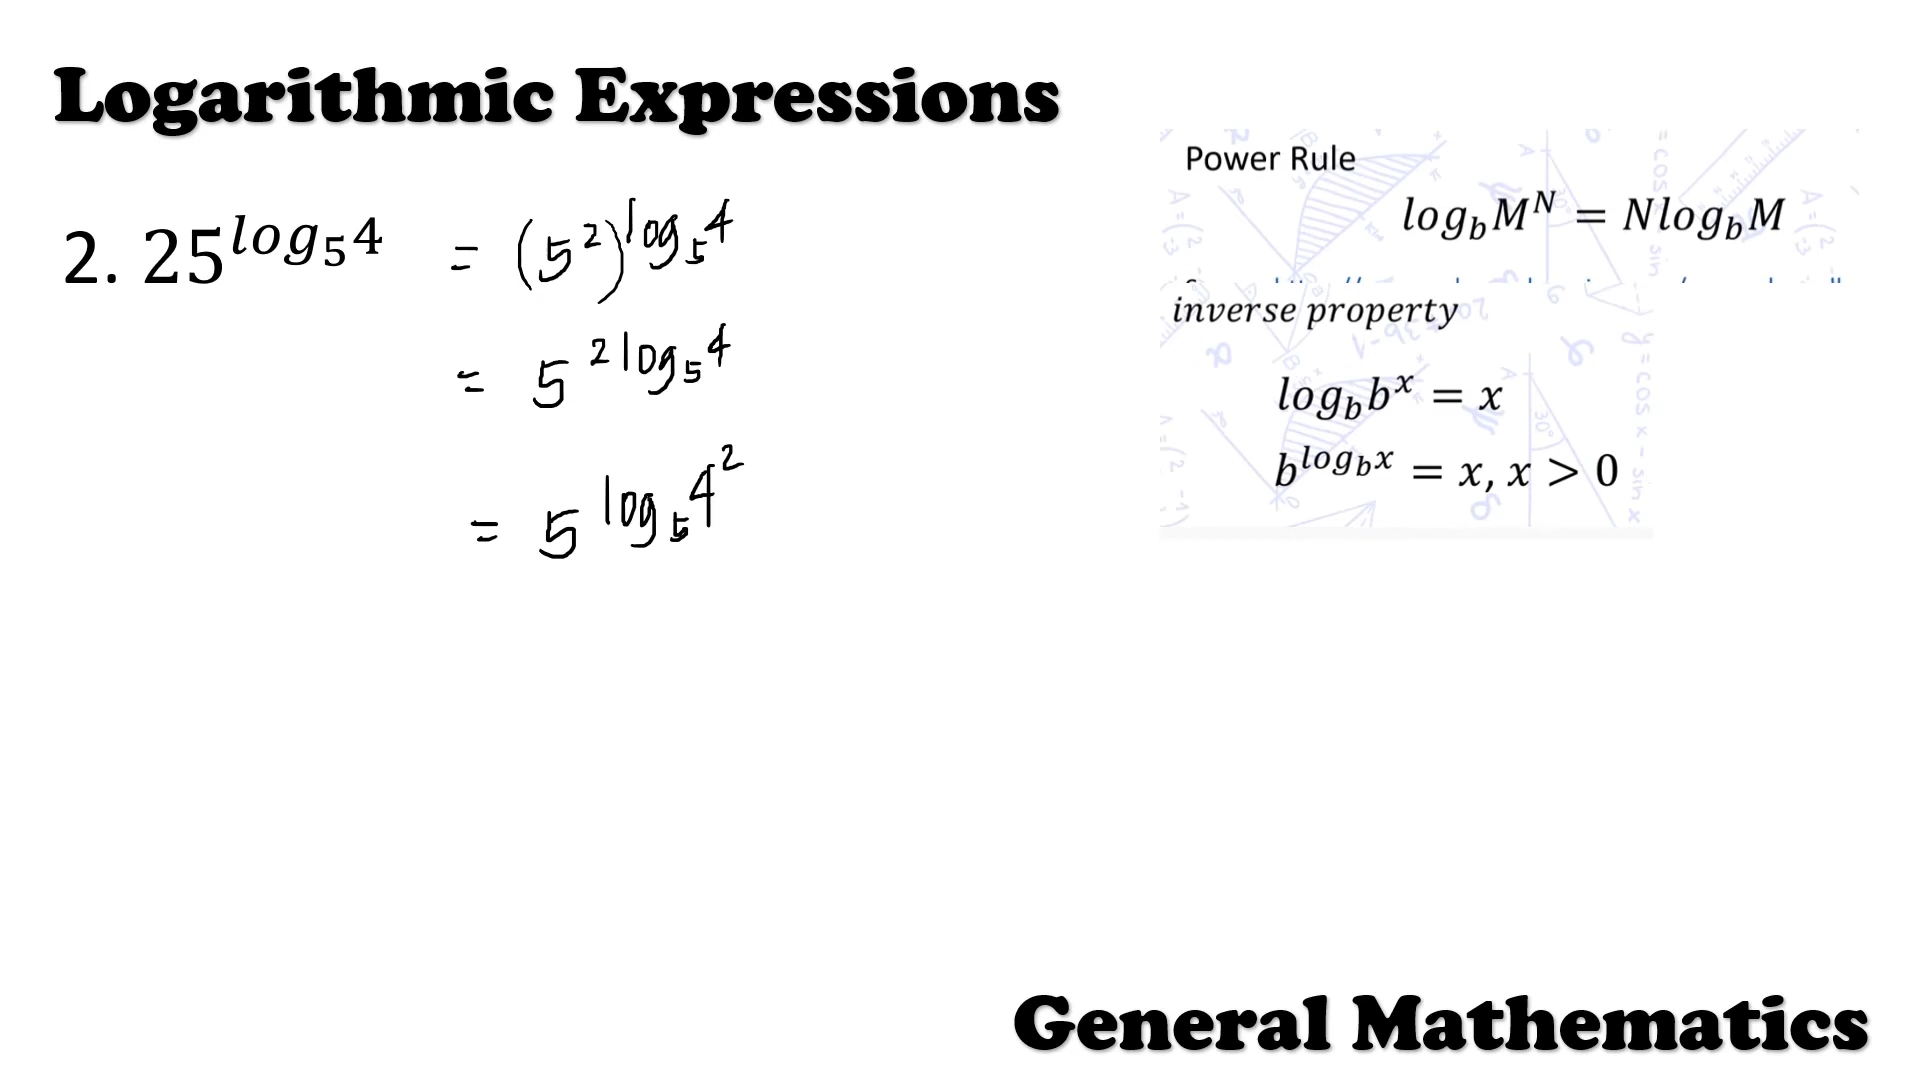 Logarithmic Expressions
2. 25^{log_5 4} = (5^2)^{log_5 4}
= 5^{2 log_5 4}
= 5^{log_5 4^2}
Power Rule
log_b M^N = N log_b M
inverse property
log_b b^x = x
b^{log_b x} = x, x > 0
General Mathematics